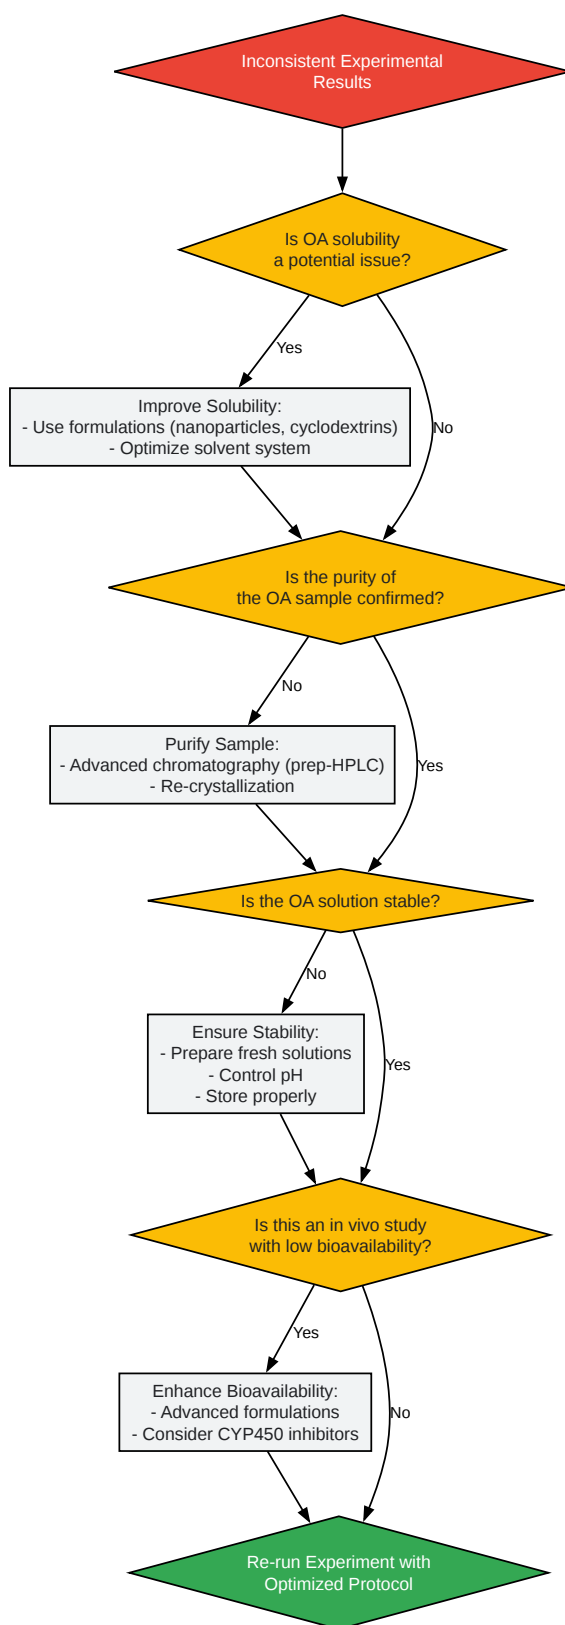 Inconsistent Experimental
Results
Is OA solubility
a potential issue?
Yes
Improve Solubility:
- Use formulations (nanoparticles, cyclodextrins)
- Optimize solvent system
No
Is the purity of
the OA sample confirmed?
No
Purify Sample:
- Advanced chromatography (prep-HPLC)
- Re-crystallization
Yes
Is the OA solution stable?
No
Ensure Stability:
- Prepare fresh solutions
- Control pH
- Store properly
Yes
Is this an in vivo study
with low bioavailability?
Yes
Enhance Bioavailability:
- Advanced formulations
- Consider CYP450 inhibitors
No
Re-run Experiment with
Optimized Protocol